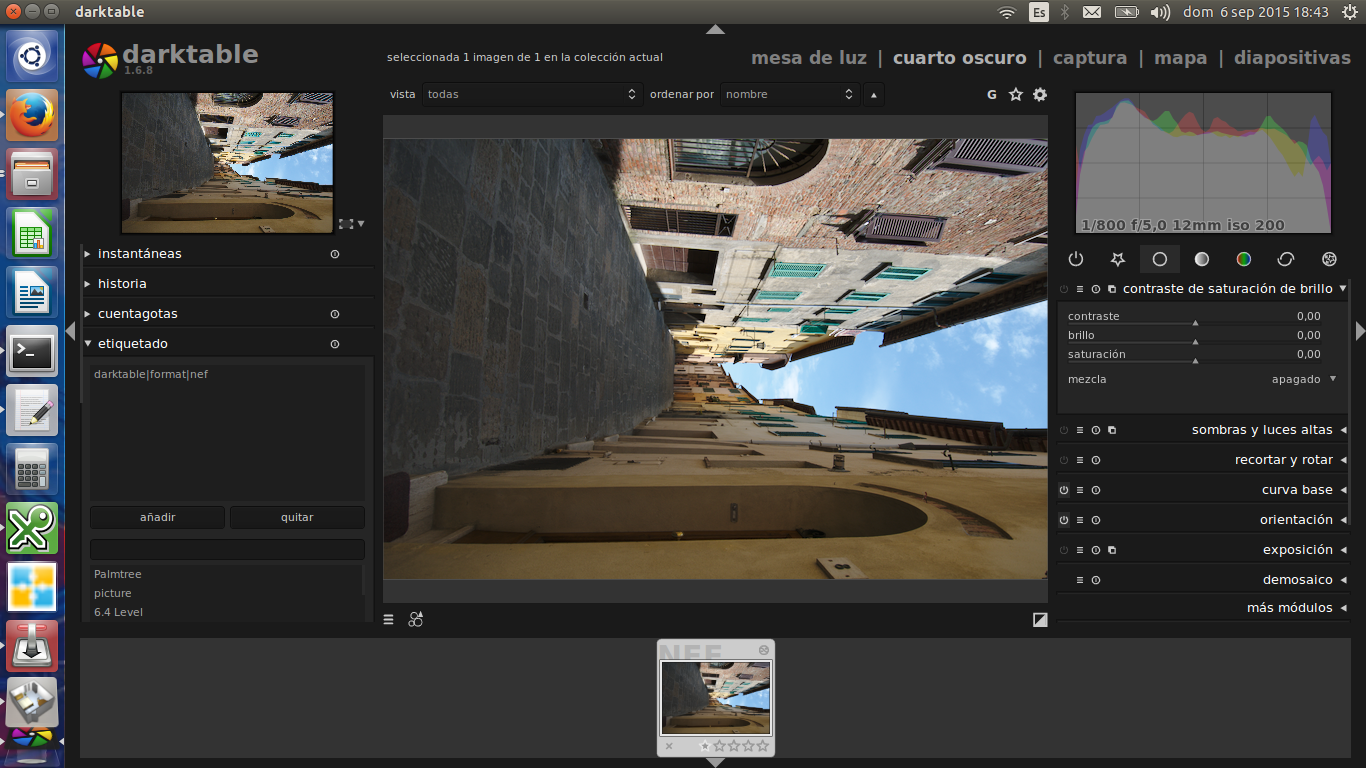 darktable
Es
dom 6 sep 2015 18:43
darktable
1.6.8
seleccionada 1 imagen de 1 en la colección actual
mesa de luz | cuarto oscuro | captura | mapa | diapositivas
vista todas ordenar por nombre
G
1/800 f/5,0 12mm iso 200
instantáneas
historia
cuentagotas
etiquetado
darktable|format|nef
añadir quitar
Palmtree
picture
6.4 Level
contraste de saturación de brillo
contraste 0,00
brillo 0,00
saturación 0,00
mezcla apagado
sombras y luces altas
recortar y rotar
curva base
orientación
exposición
demosaico
más módulos
NEF